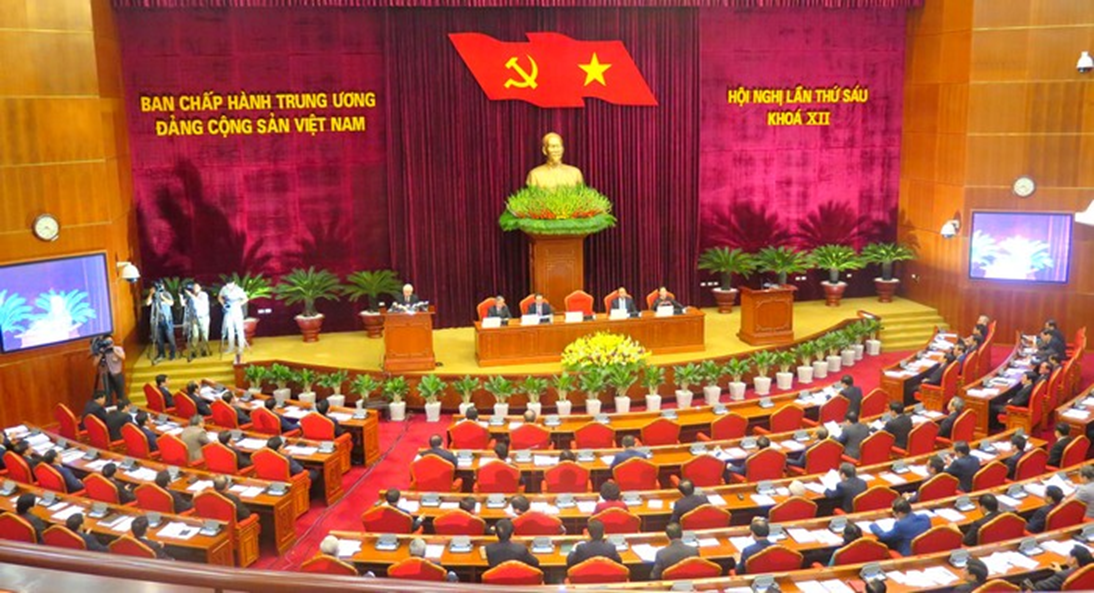 BAN CHẤP HÀNH TRUNG ƯƠNG
ĐẢNG CỘNG SẢN VIỆT NAM
HỘI NGHỊ LẦN THỨ SÁU
KHOÁ XII